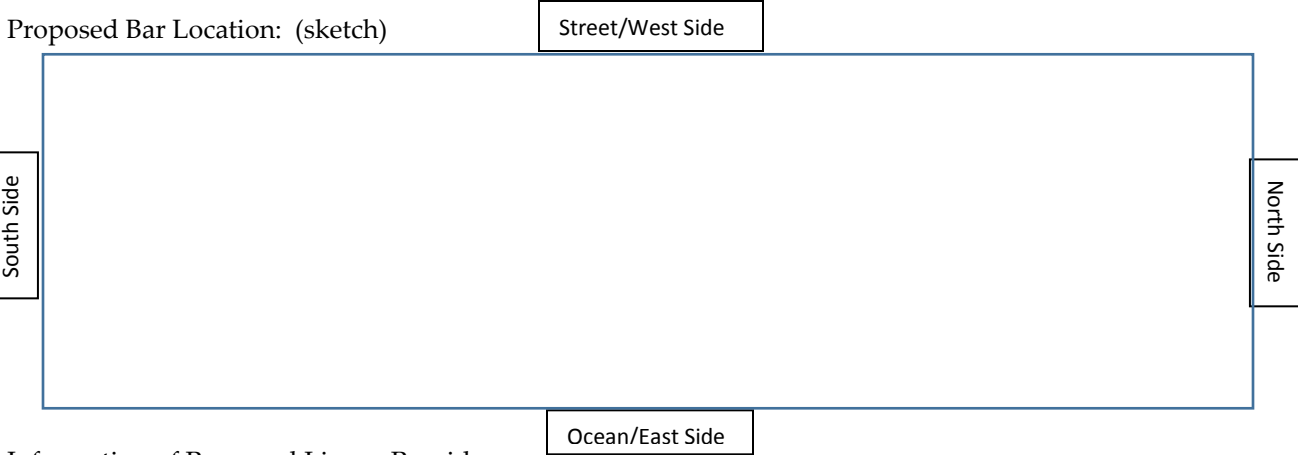 Proposed Bar Location: (sketch)
Street/West Side
South Side
North Side
Ocean/East Side